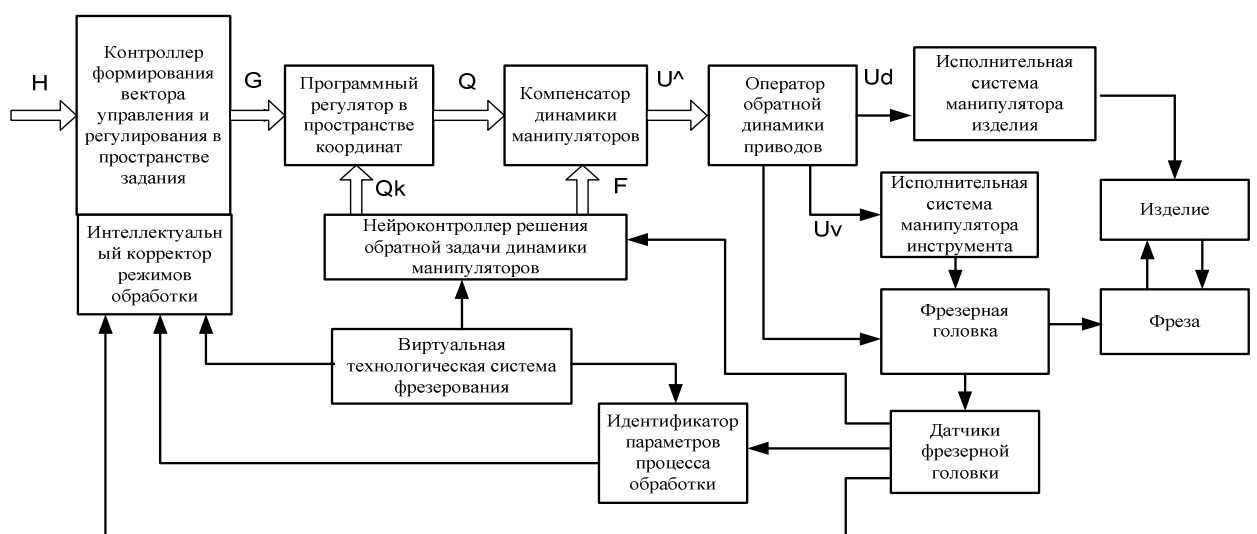 H
Контроллер
формирования
вектора
управления и
регулирования в
пространстве
задания
G
Программный
регулятор в
пространстве
координат
Q
Компенсатор
динамики
манипуляторов
U^
Оператор
обратной
динамики
приводов
Ud
Исполнительная
система
манипулятора
изделия
Qk
F
Uv
Исполнительная
система
манипулятора
инструмента
Изделие
Интеллектуальн
ый корректор
режимов
обработки
Нейроконтроллер решения
обратной задачи динамики
манипуляторов
Фрезерная
головка
Фреза
Виртуальная
технологическая система
фрезерования
Идентификатор
параметров
процесса
обработки
Датчики
фрезерной
головки